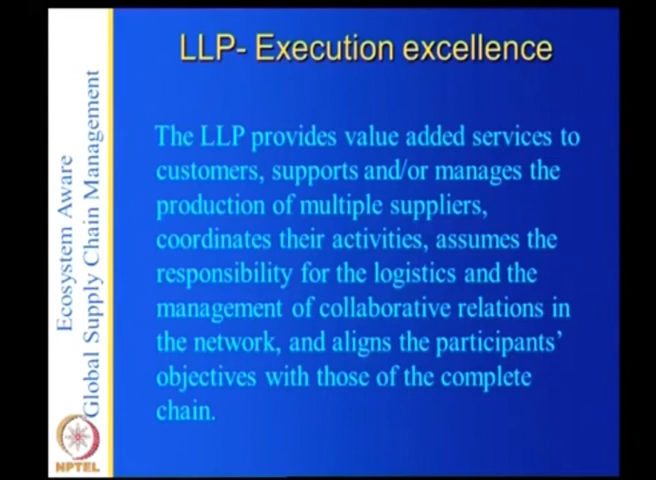 LLP- Execution excellence
The LLP provides value added services to
customers, supports and/or manages the
production of multiple suppliers,
coordinates their activities, assumes the
responsibility for the logistics and the
management of collaborative relations in
the network, and aligns the participants'
objectives with those of the complete
chain.
Ecosystem Aware
Global Supply Chain Management
NPTEL